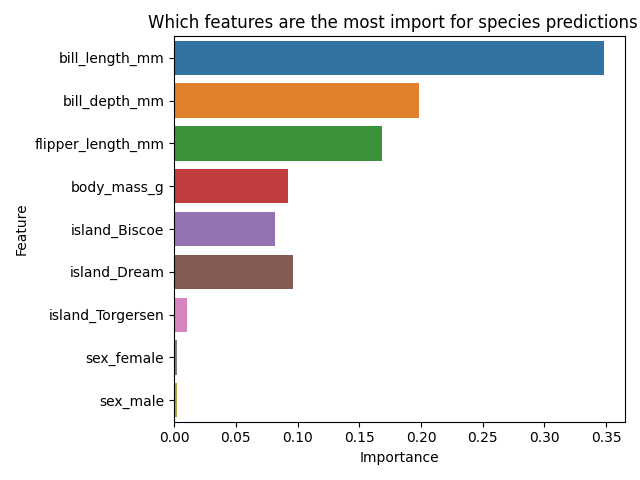 Which features are the most import for species predictions
bill_length_mm
bill_depth_mm
flipper_length_mm
body_mass_g
island_Biscoe
island_Dream
island_Torgersen
sex_female
sex_male
Feature
0.00 0.05 0.10 0.15 0.20 0.25 0.30 0.35
Importance